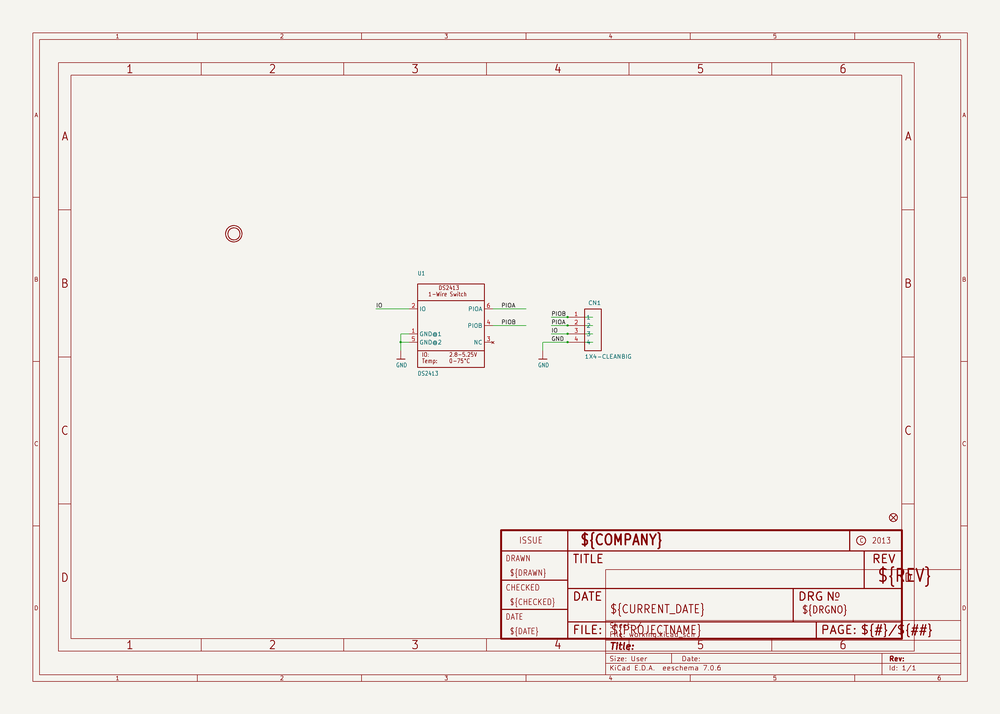 1 2 3 4 5 6
1 2 3 4 5 6
A A
A A
B B
B B
C C
C C
D D
D D
U1
DS2413
1-Wire Switch
IO 2 IO
PIOA 6 PIOA
PIOB 4 PIOB
1 GND@1
5 GND@2
NC 3
IO: 2.8-5.25V
Temp: 0-75°C
DS2413
GND
CN1
PIOB 1 1
PIOA 2 2
IO 3 3
GND 4 4
1X4-CLEANBIG
GND
ISSUE ${COMPANY} © 2013
DRAWN TITLE REV
${DRAWN} ${REV}
CHECKED DATE DRG Nº
${CHECKED} ${CURRENT_DATE} ${DRGNO}
DATE
${DATE} FILE: ${PROJECTNAME} PAGE: ${#}/${##}
File: working.kicad_sch
1 2 3 4 5 6
Title:
Size: User Date: Rev:
KiCad E.D.A. eeschema 7.0.6 Id: 1/1
1 2 3 4 5 6